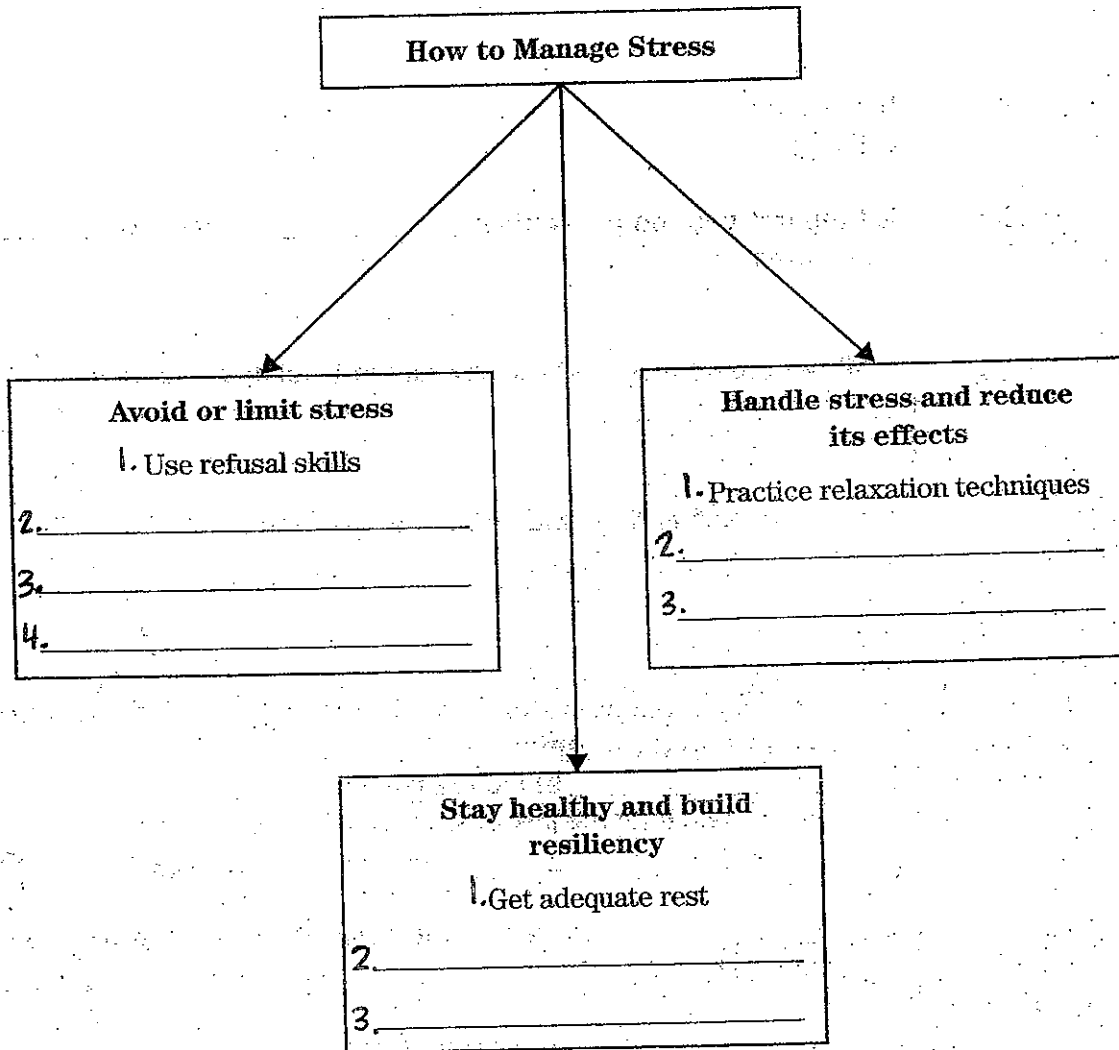 How to Manage Stress
Avoid or limit stress
1. Use refusal skills
2.
3.
4.
Handle stress and reduce
its effects
1. Practice relaxation techniques
2.
3.
Stay healthy and build
resiliency
1. Get adequate rest
2.
3.